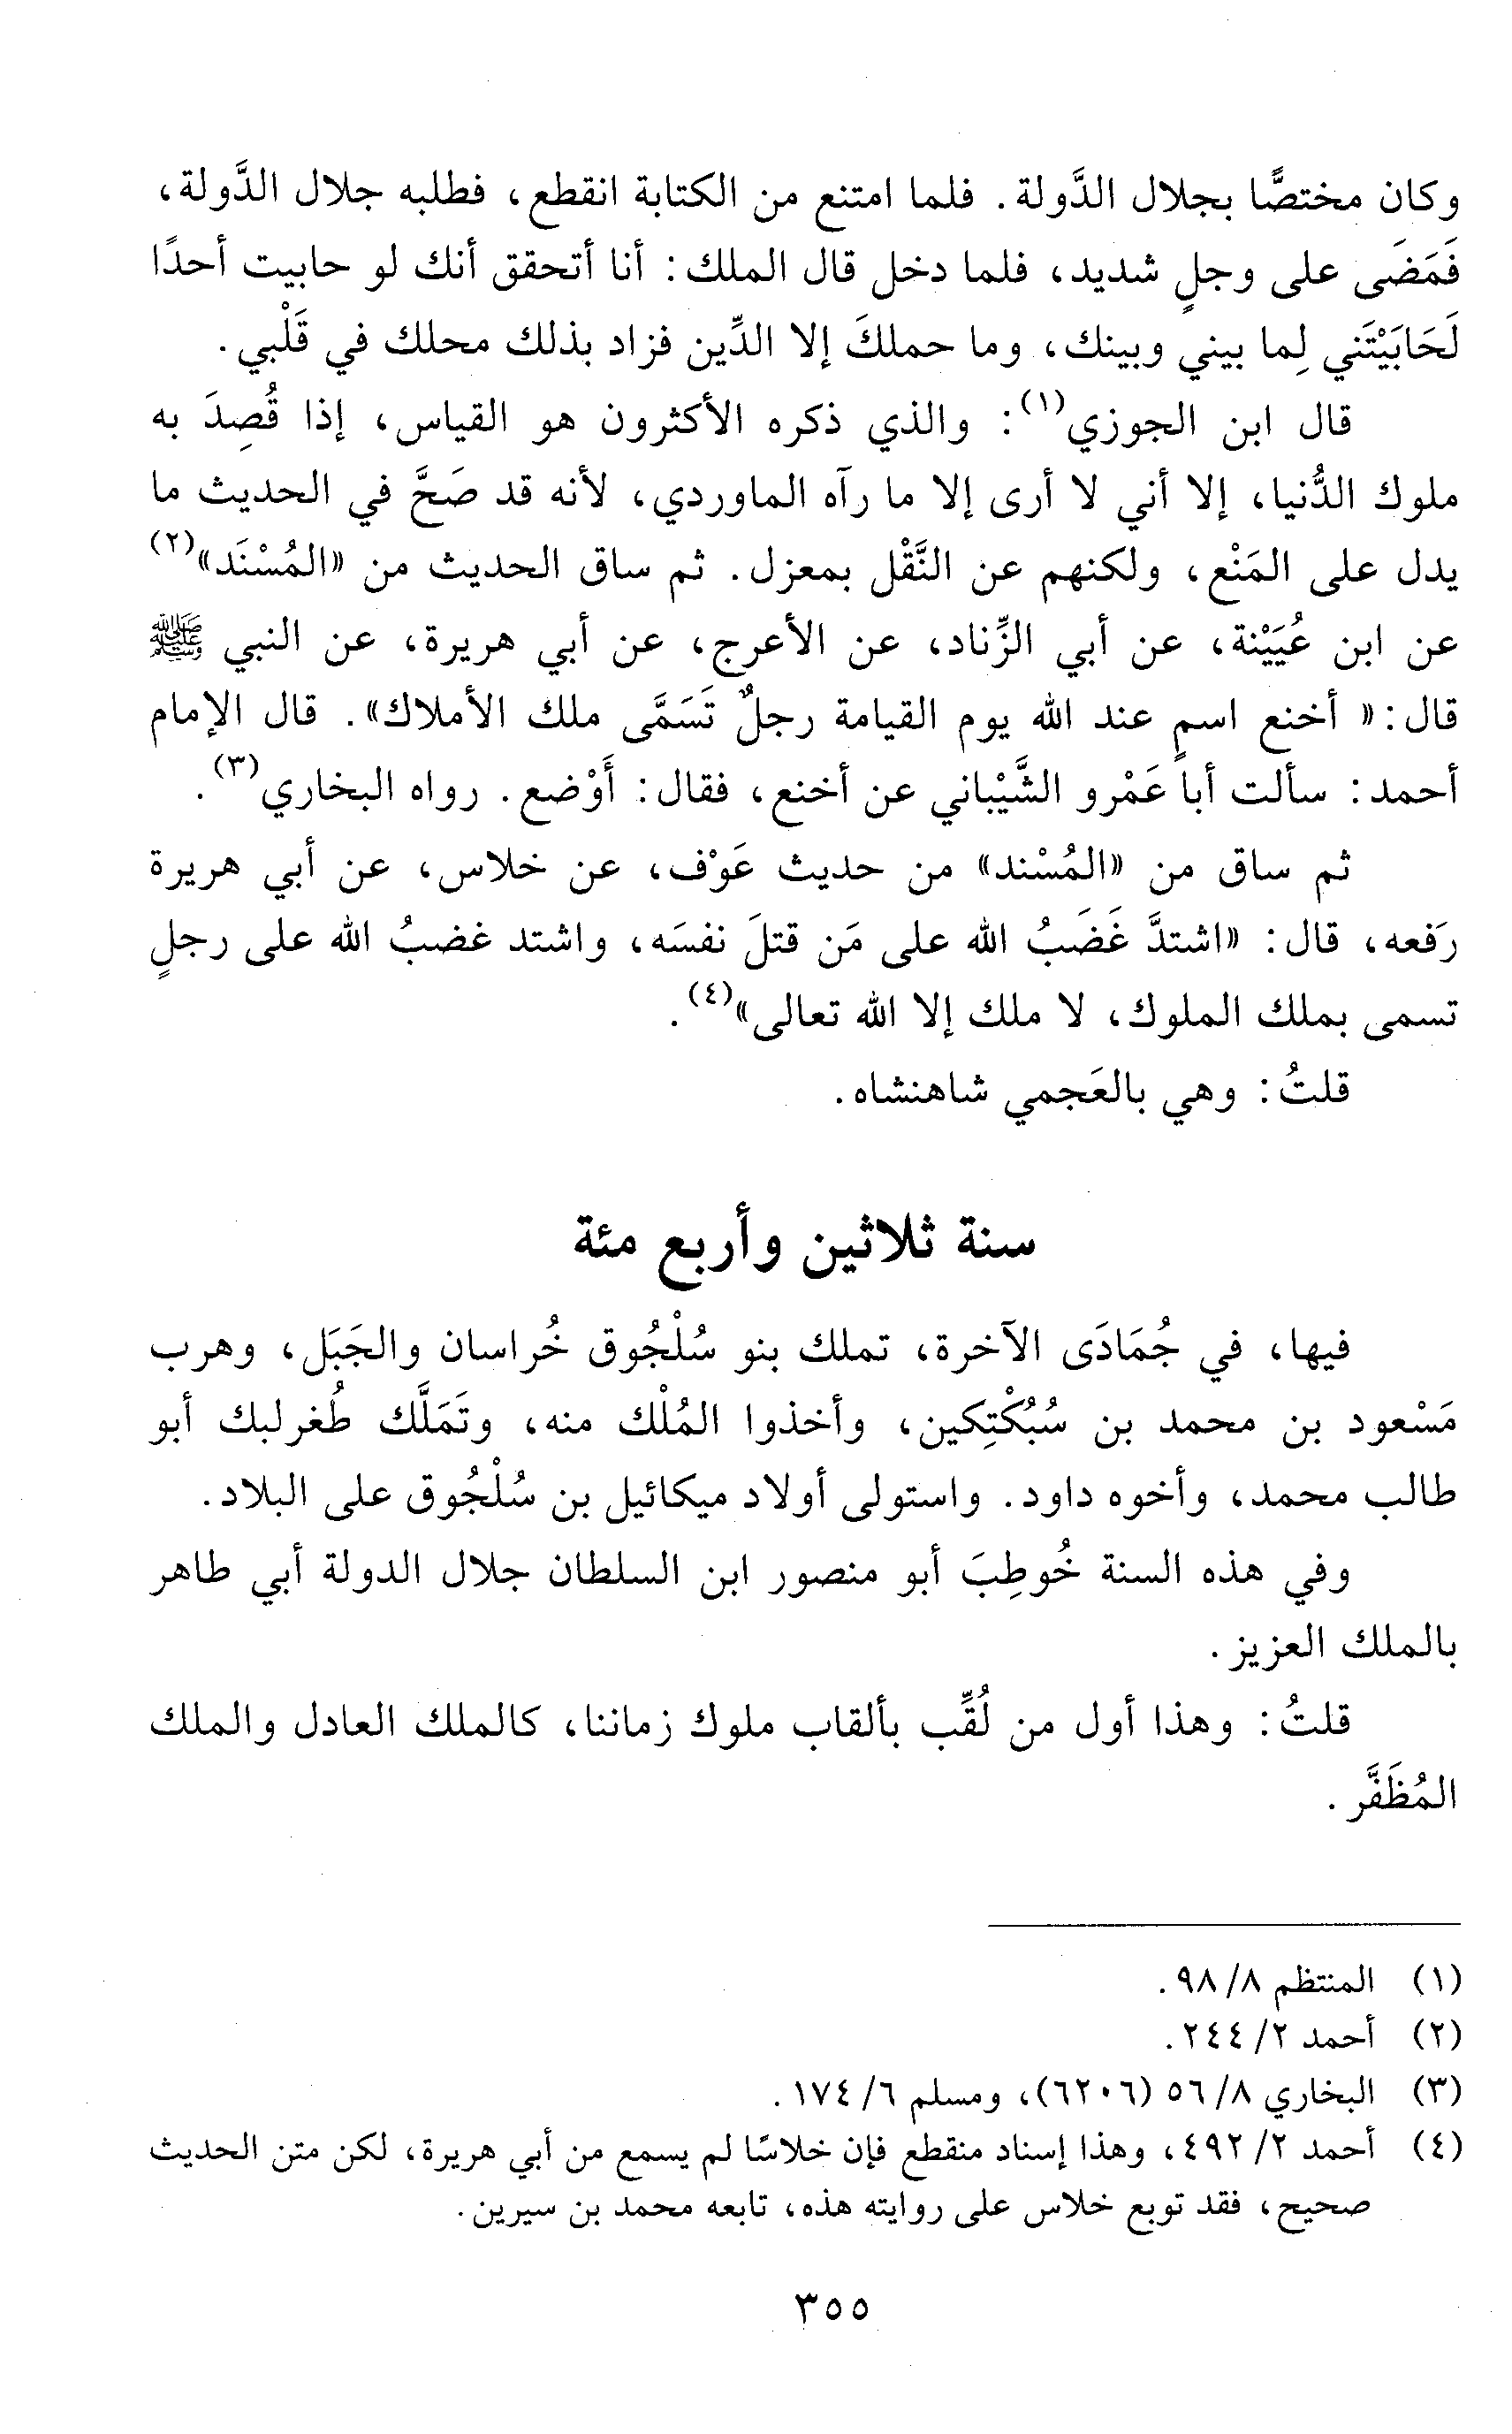 وكان مختصًّا بجلال الدَّولة. فلما امتنع من الكتابة انقطع، فطلبه جلال الدَّولة،
فَمَضَى على وجلٍ شديد، فلما دخل قال الملك: أنا أتحقق أنك لو حابيت أحدًا
لَحَابَيْتَني لِما بيني وبينك، وما حملكَ إلا الدِّين فزاد بذلك محلك في قَلْبي.
قال ابن الجوزي(١): والذي ذكره الأكثرون هو القياس، إذا قُصِدَ به
ملوك الدُّنيا، إلا أني لا أرى إلا ما رآه الماوردي، لأنه قد صَحَّ في الحديث ما
يدل على المَنْع، ولكنهم عن النَّقْل بمعزل. ثم ساق الحديث من «المُسْنَد»(٢)
عن ابن عُيَيْنة، عن أبي الزِّناد، عن الأعرج، عن أبي هريرة، عن النبي ﷺ
قال: « أخنع اسمٍ عند الله يوم القيامة رجلٌ تَسَمَّى ملك الأملاك». قال الإمام
أحمد: سألت أبا عَمْرو الشَّيْباني عن أخنع، فقال: أَوْضع. رواه البخاري(٣).
ثم ساق من «المُسْند» من حديث عَوْف، عن خلاس، عن أبي هريرة
رَفعه، قال: «اشتدَّ غَضَبُ الله على مَن قتلَ نفسَه، واشتد غضبُ الله على رجلٍ
تسمى بملك الملوك، لا ملك إلا الله تعالى»(٤).
قلتُ: وهي بالعَجمي شاهنشاه.
سنة ثلاثين وأربع مئة
فيها، في جُمَادَى الآخرة، تملك بنو سُلْجُوق خُراسان والجَبَل، وهرب
مَسْعود بن محمد بن سُبُكْتِكين، وأخذوا المُلْك منه، وتَمَلَّك طُغرلبك أبو
طالب محمد، وأخوه داود. واستولى أولاد ميكائيل بن سُلْجُوق على البلاد.
وفي هذه السنة خُوطِبَ أبو منصور ابن السلطان جلال الدولة أبي طاهر
بالملك العزيز.
قلتُ: وهذا أول من لُقِّب بألقاب ملوك زماننا، كالملك العادل والملك
المُظَفَّر.
(١) المنتظم ٨/ ٩٨.
(٢) أحمد ٢/ ٢٤٤.
(٣) البخاري ٨/ ٥٦ (٦٢٠٦)، ومسلم ٦/ ١٧٤.
(٤) أحمد ٢/ ٤٩٢، وهذا إسناد منقطع فإن خلاسًا لم يسمع من أبي هريرة، لكن متن الحديث
صحيح، فقد توبع خلاس على روايته هذه، تابعه محمد بن سيرين.
٣٥٥